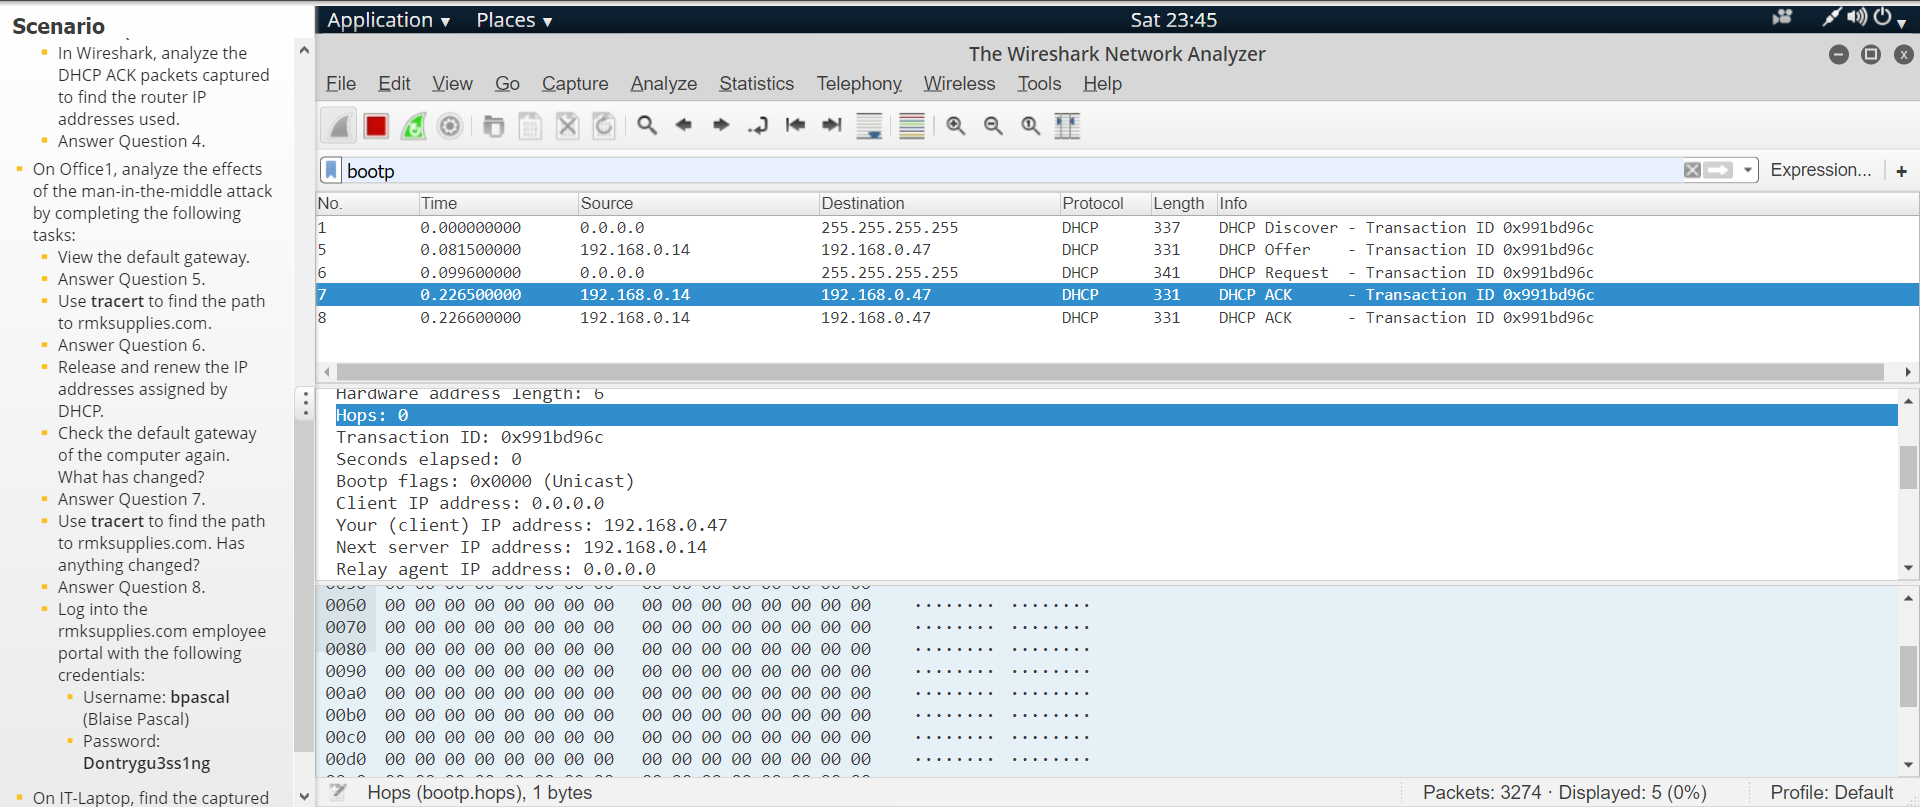 Scenario
In Wireshark, analyze the
DHCP ACK packets captured
to find the router IP
addresses used.
Answer Question 4.
On Office1, analyze the effects
of the man-in-the-middle attack
by completing the following
tasks:
View the default gateway.
Answer Question 5.
Use tracert to find the path
to rmksupplies.com.
Answer Question 6.
Release and renew the IP
addresses assigned by
DHCP.
Check the default gateway
of the computer again.
What has changed?
Answer Question 7.
Use tracert to find the path
to rmksupplies.com. Has
anything changed?
Answer Question 8.
Log into the
rmksupplies.com employee
portal with the following
credentials:
Username: bpascal
(Blaise Pascal)
Password:
Dontrygu3ss1ng
On IT-Laptop, find the captured
Application ▾ Places ▾ Sat 23:45
The Wireshark Network Analyzer
File Edit View Go Capture Analyze Statistics Telephony Wireless Tools Help
bootp Expression... +
No. Time Source Destination Protocol Length Info
1 0.000000000 0.0.0.0 255.255.255.255 DHCP 337 DHCP Discover - Transaction ID 0x991bd96c
5 0.081500000 192.168.0.14 192.168.0.47 DHCP 331 DHCP Offer - Transaction ID 0x991bd96c
6 0.099600000 0.0.0.0 255.255.255.255 DHCP 341 DHCP Request - Transaction ID 0x991bd96c
7 0.226500000 192.168.0.14 192.168.0.47 DHCP 331 DHCP ACK - Transaction ID 0x991bd96c
8 0.226600000 192.168.0.14 192.168.0.47 DHCP 331 DHCP ACK - Transaction ID 0x991bd96c
Hardware address length: 6
Hops: 0
Transaction ID: 0x991bd96c
Seconds elapsed: 0
Bootp flags: 0x0000 (Unicast)
Client IP address: 0.0.0.0
Your (client) IP address: 192.168.0.47
Next server IP address: 192.168.0.14
Relay agent IP address: 0.0.0.0
0060 00 00 00 00 00 00 00 00 00 00 00 00 00 00 00 00 ........ ........
0070 00 00 00 00 00 00 00 00 00 00 00 00 00 00 00 00 ........ ........
0080 00 00 00 00 00 00 00 00 00 00 00 00 00 00 00 00 ........ ........
0090 00 00 00 00 00 00 00 00 00 00 00 00 00 00 00 00 ........ ........
00a0 00 00 00 00 00 00 00 00 00 00 00 00 00 00 00 00 ........ ........
00b0 00 00 00 00 00 00 00 00 00 00 00 00 00 00 00 00 ........ ........
00c0 00 00 00 00 00 00 00 00 00 00 00 00 00 00 00 00 ........ ........
00d0 00 00 00 00 00 00 00 00 00 00 00 00 00 00 00 00 ........ ........
Hops (bootp.hops), 1 bytes Packets: 3274 · Displayed: 5 (0%) Profile: Default